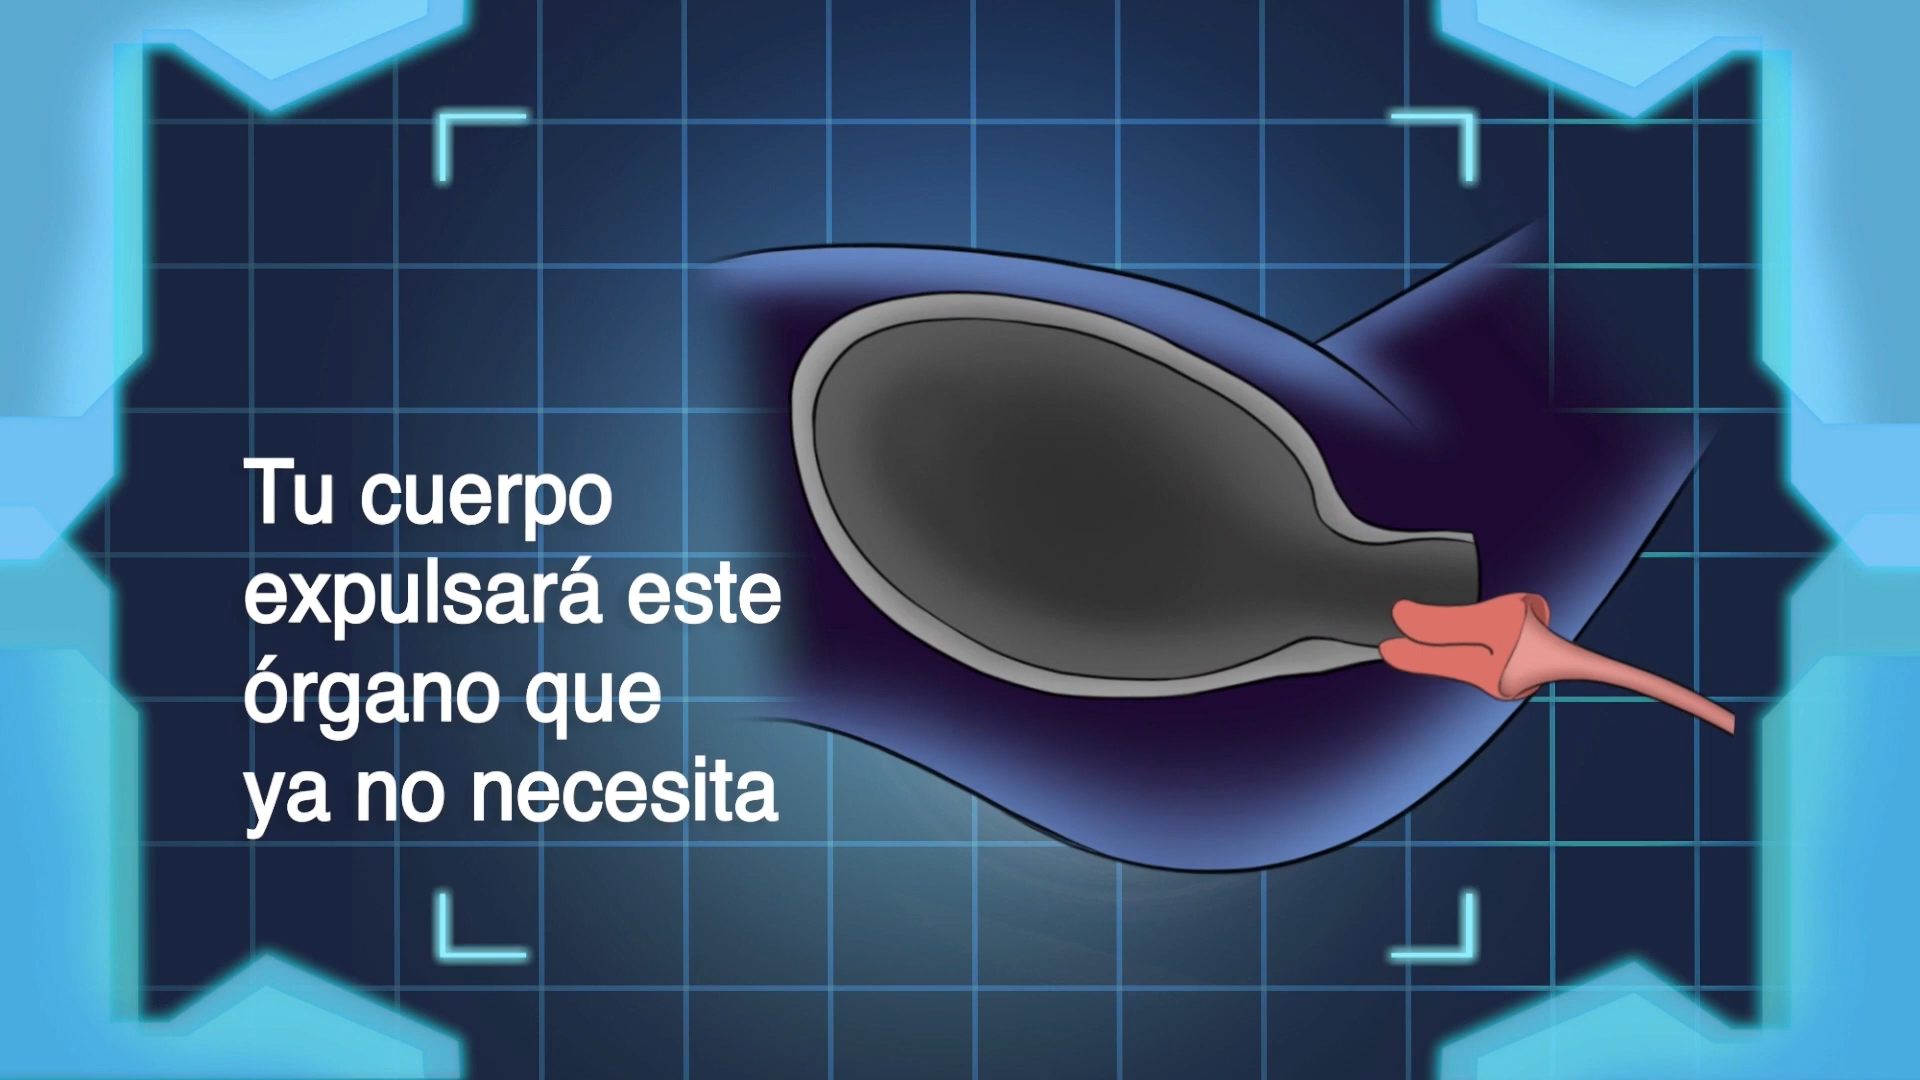 Tu cuerpo
expulsará este
órgano que
ya no necesita